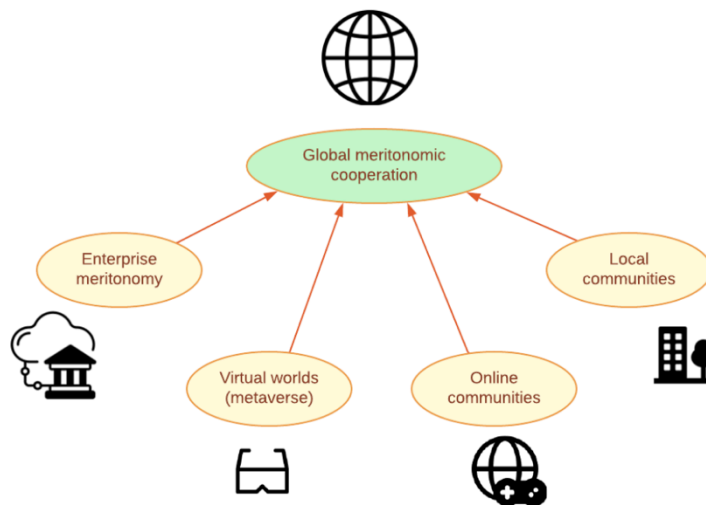 Global meritonomic
cooperation
Enterprise
meritonomy
Local
communities
Virtual worlds
(metaverse)
Online
communities